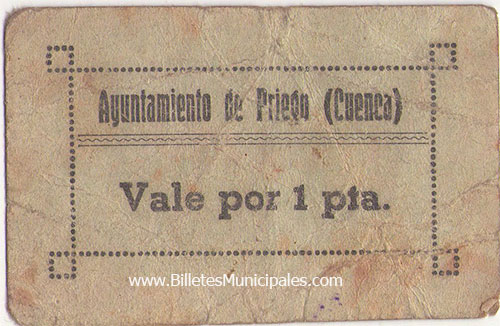 Ayuntamiento de Priego (Cuenca)
Vale por 1 pta.
www.BilletesMunicipales.com